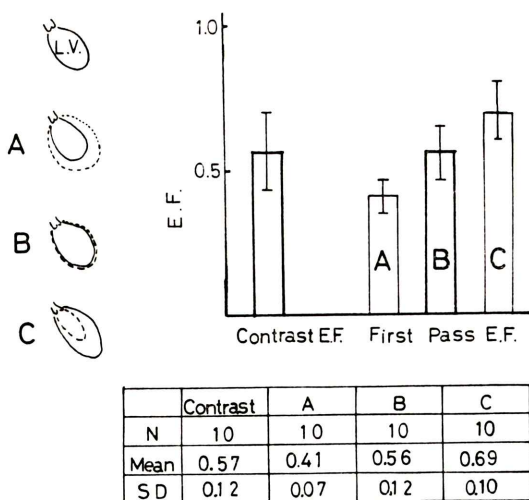 L.V.
A
B
C
1.0
0.5
E.F.
A
B
C
Contrast E.F. First Pass E.F.
Contrast A B C
N 10 10 10 10
Mean 0.57 0.41 0.56 0.69
SD 0.12 0.07 0.12 0.10